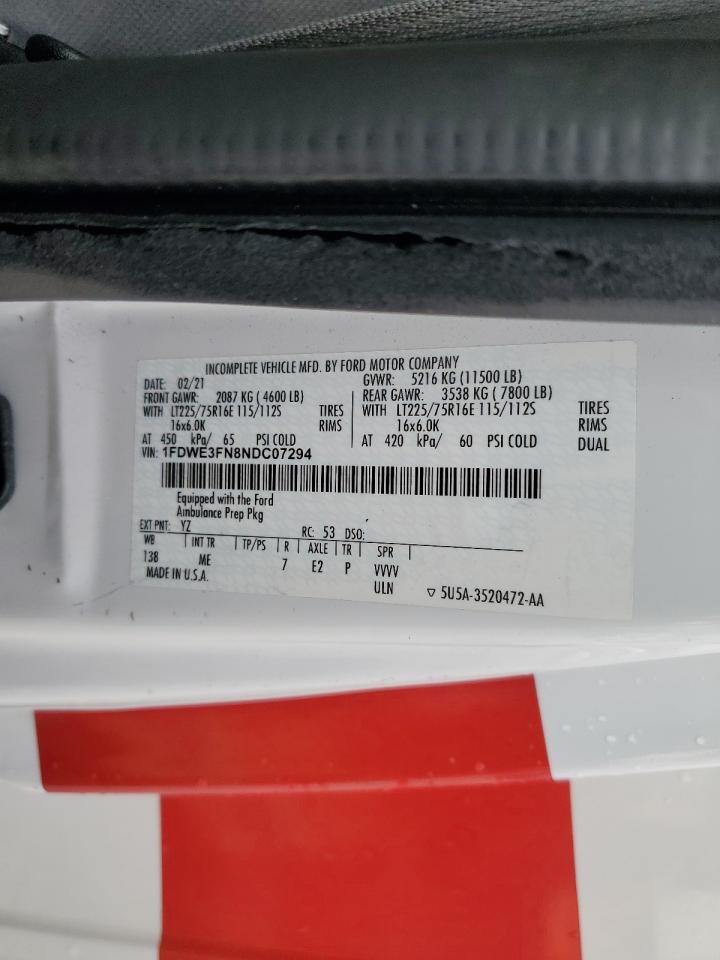 INCOMPLETE VEHICLE MFD. BY FORD MOTOR COMPANY
DATE: 02/21 GVWR: 5216 KG (11500 LB)
FRONT GAWR: 2087 KG ( 4600 LB) REAR GAWR: 3538 KG ( 7800 LB)
WITH LT225/75R16E 115/112S TIRES WITH LT225/75R16E 115/112S TIRES
16x6.0K RIMS 16x6.0K RIMS
AT 450 kPa/ 65 PSI COLD AT 420 kPa/ 60 PSI COLD DUAL
VIN: 1FDWE3FN8NDC07294
Equipped with the Ford
Ambulance Prep Pkg
EXT PNT: YZ RC: 53 DSO:
WB INT TR TP/PS R AXLE TR SPR
138 ME 7 E2 P VVVV
MADE IN U.S.A. ULN
▽ 5U5A-3520472-AA